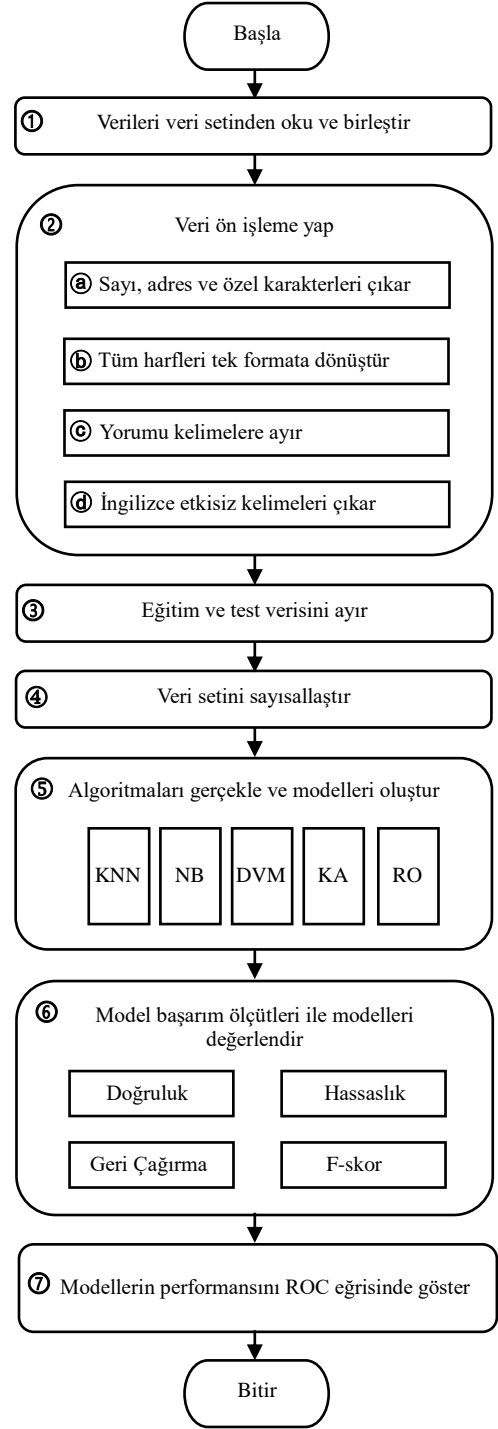 Başla
① Verileri veri setinden oku ve birleştir
② Veri ön işleme yap
ⓐ Sayı, adres ve özel karakterleri çıkar
ⓑ Tüm harfleri tek formata dönüştür
ⓒ Yorumu kelimelere ayır
ⓓ İngilizce etkisiz kelimeleri çıkar
③ Eğitim ve test verisini ayır
④ Veri setini sayısallaştır
⑤ Algoritmaları gerçekle ve modelleri oluştur
KNN NB DVM KA RO
⑥ Model başarım ölçütleri ile modelleri
değerlendir
Doğruluk Hassaslık
Geri Çağırma F-skor
⑦ Modellerin performansını ROC eğrisinde göster
Bitir